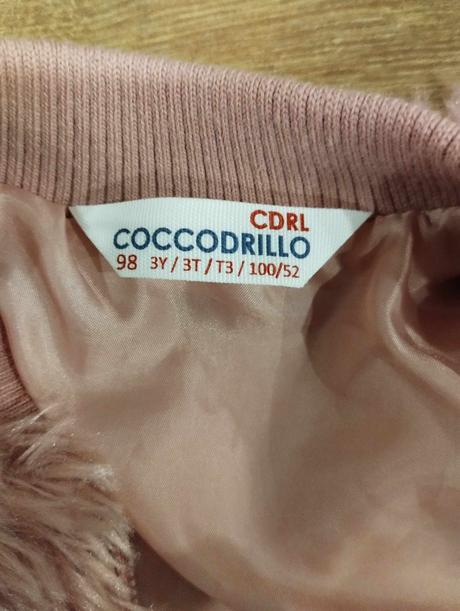 CDRL
COCCODRILLO
98 3Y / 3T / T3 / 100/52